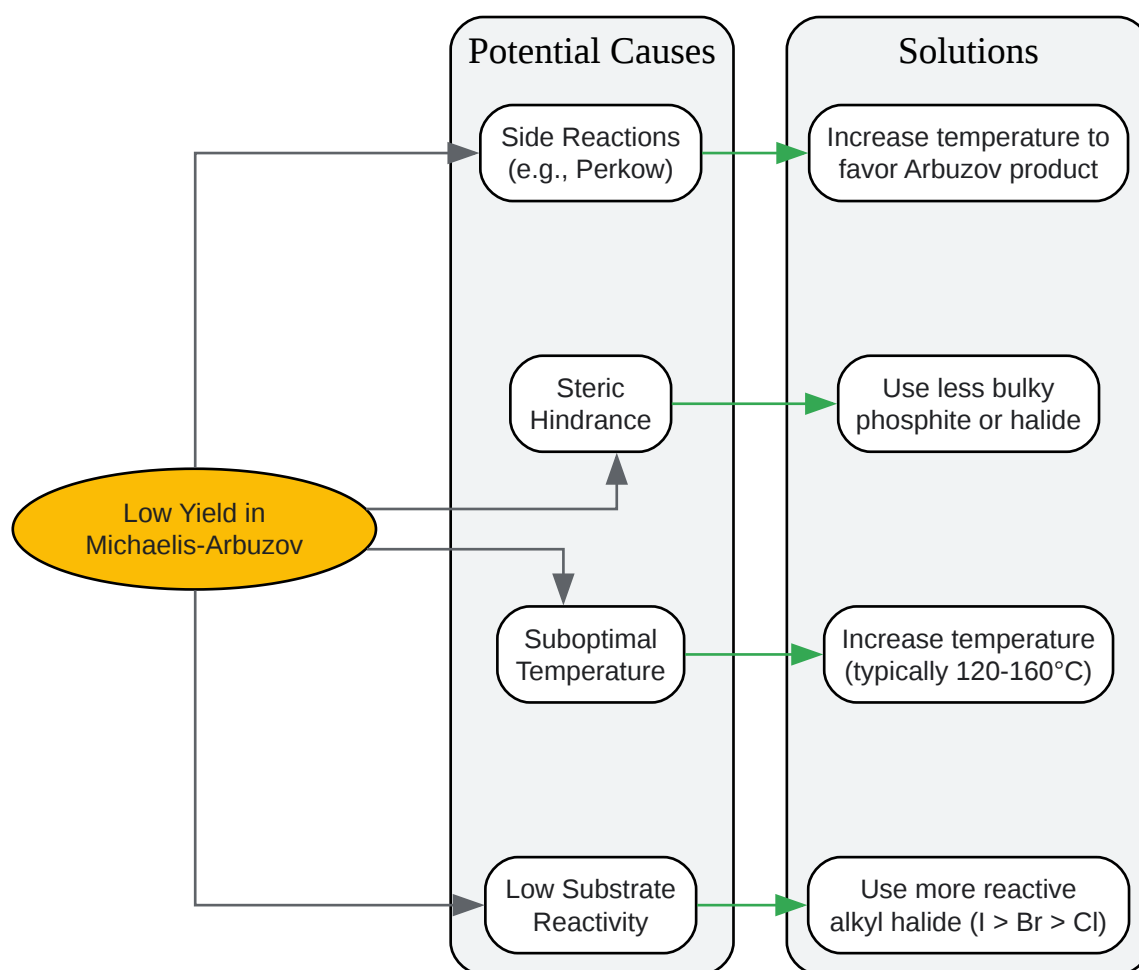 Potential Causes
Solutions
Side Reactions
(e.g., Perkow)
Increase temperature to
favor Arbuzov product
Steric
Hindrance
Use less bulky
phosphite or halide
Low Yield in
Michaelis-Arbuzov
Suboptimal
Temperature
Increase temperature
(typically 120-160°C)
Low Substrate
Reactivity
Use more reactive
alkyl halide (I > Br > Cl)